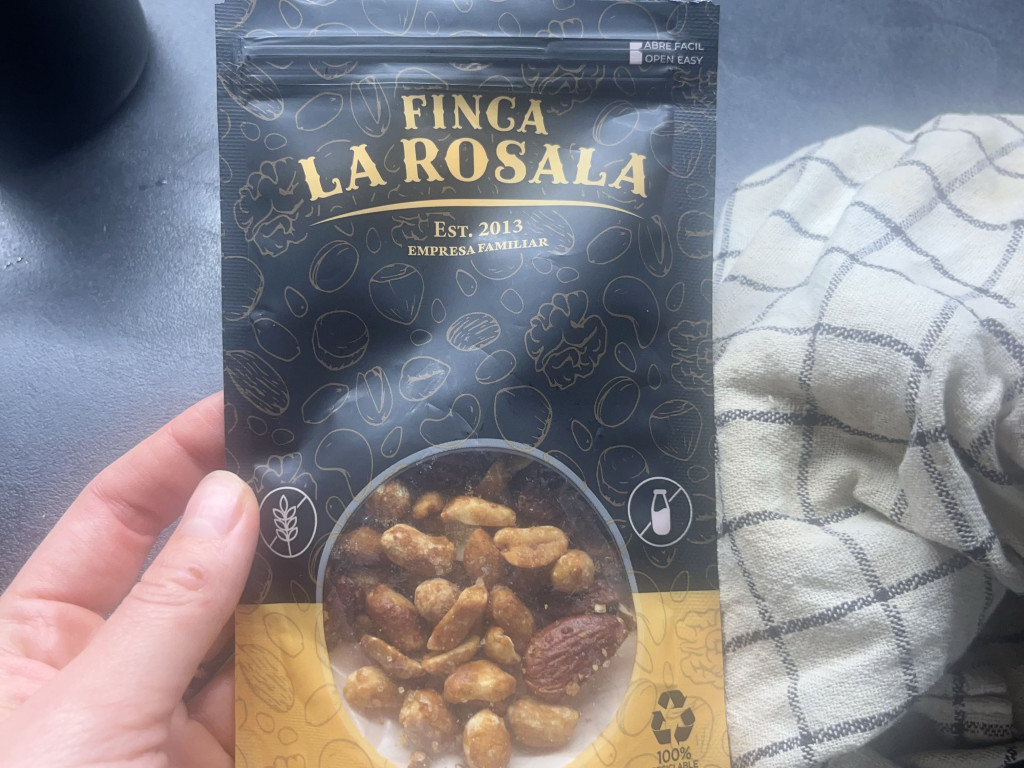 ABRE FACIL
OPEN EASY
FINCA
LA ROSALA
EST. 2013
EMPRESA FAMILIAR
100%